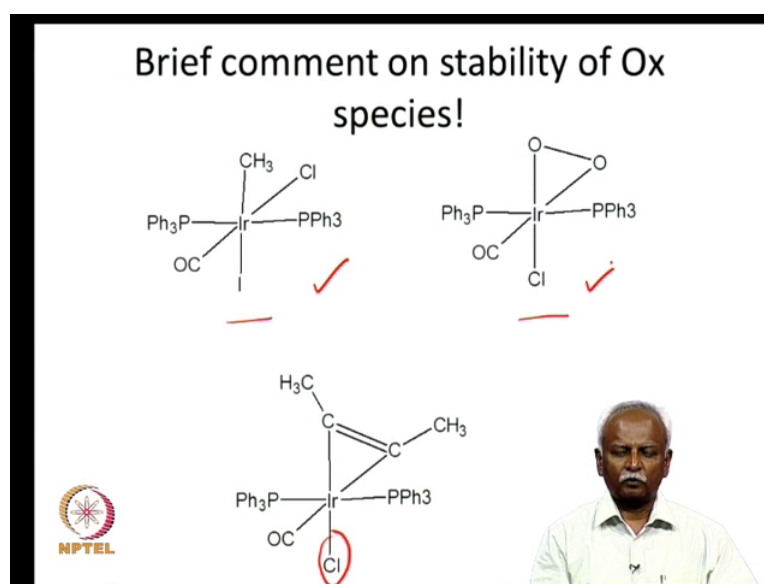 Brief comment on stability of Ox
species!
CH3
Cl
Ph3P
Ir
PPh3
OC
I
O
O
Ph3P
Ir
PPh3
OC
Cl
H3C
C
CH3
C
Ph3P
Ir
PPh3
OC
Cl
NPTEL